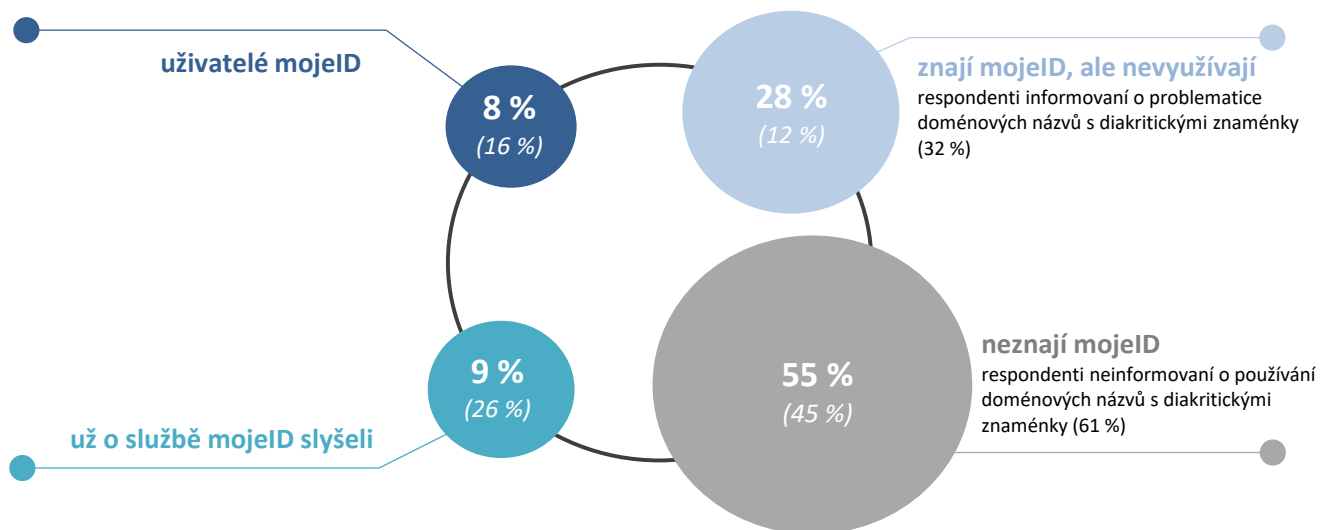 uživatelé mojeID
8 %
(16 %)
28 %
(12 %)
znají mojeID, ale nevyužívají
respondenti informovaní o problematice
doménových názvů s diakritickými znaménky
(32 %)
9 %
(26 %)
už o službě mojeID slyšeli
55 %
(45 %)
neznají mojeID
respondenti neinformovaní o používání
doménových názvů s diakritickými
znaménky (61 %)